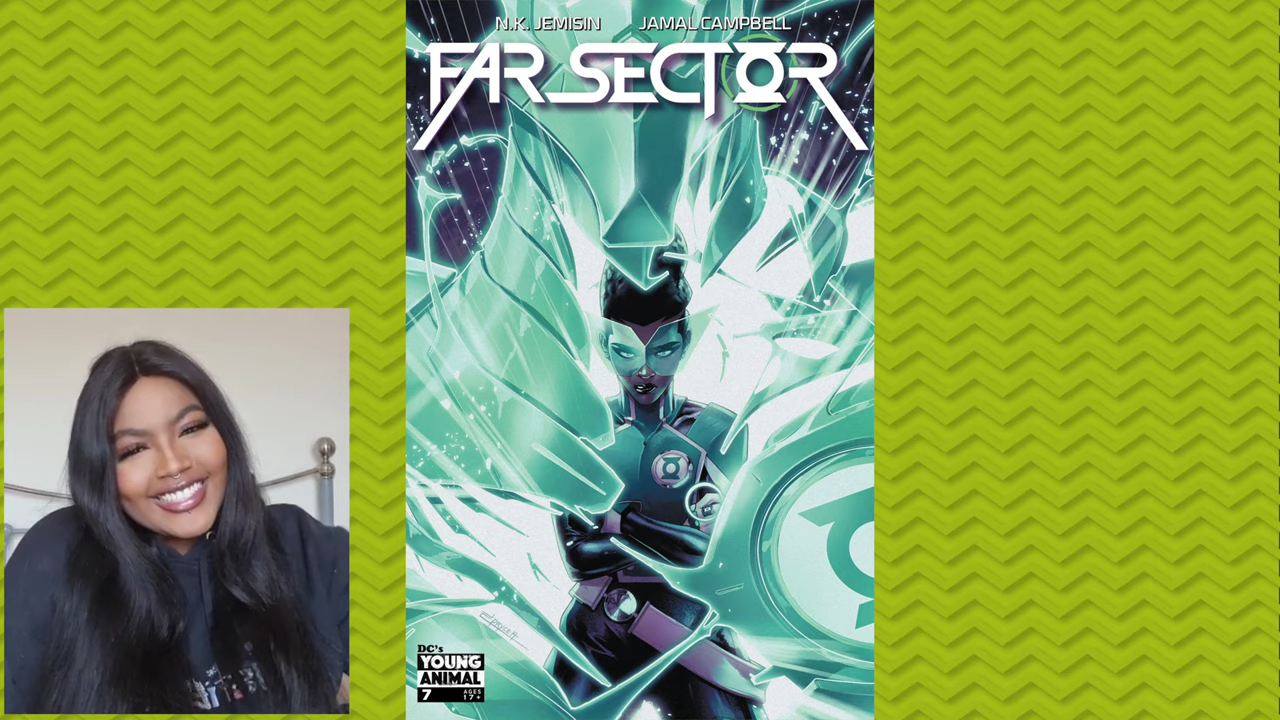 N.K. JEMISIN JAMAL CAMPBELL
FAR SECTOR
DC's
YOUNG
ANIMAL
7 AGES 17+